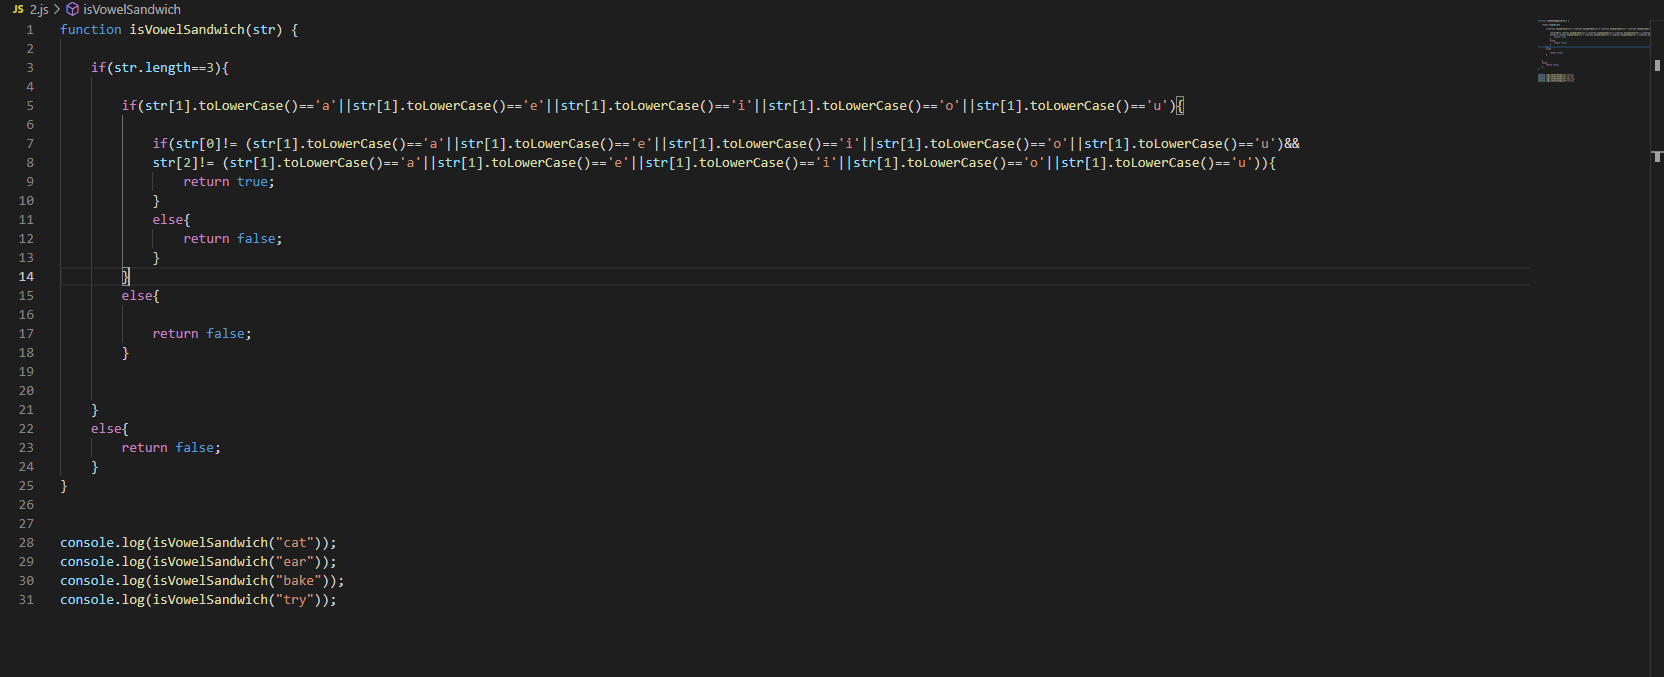 JS 2.js > isVowelSandwich
1 function isVowelSandwich(str) {
2
3 if(str.length==3){
4
5 if(str[1].toLowerCase()=='a'||str[1].toLowerCase()=='e'||str[1].toLowerCase()=='i'||str[1].toLowerCase()=='o'||str[1].toLowerCase()=='u'){
6
7 if(str[0]!= (str[1].toLowerCase()=='a'||str[1].toLowerCase()=='e'||str[1].toLowerCase()=='i'||str[1].toLowerCase()=='o'||str[1].toLowerCase()=='u')&&
8 str[2]!= (str[1].toLowerCase()=='a'||str[1].toLowerCase()=='e'||str[1].toLowerCase()=='i'||str[1].toLowerCase()=='o'||str[1].toLowerCase()=='u')){
9 return true;
10 }
11 else{
12 return false;
13 }
14 }
15 else{
16
17 return false;
18 }
19
20
21 }
22 else{
23 return false;
24 }
25 }
26
27
28 console.log(isVowelSandwich("cat"));
29 console.log(isVowelSandwich("ear"));
30 console.log(isVowelSandwich("bake"));
31 console.log(isVowelSandwich("try"));